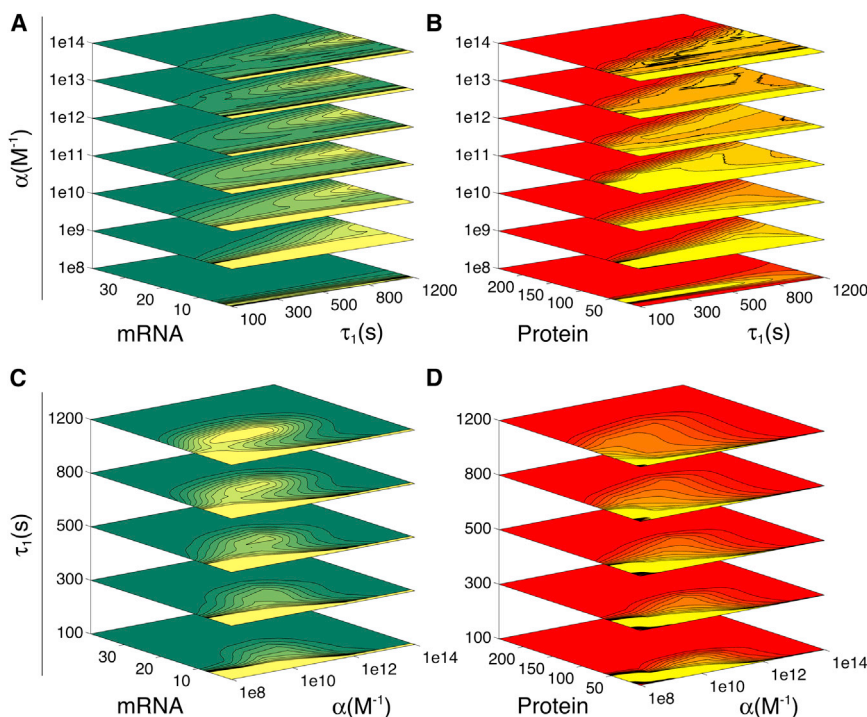 A
B
1e14
1e13
1e12
1e11
1e10
1e9
1e8
α(M⁻¹)
30
20
10
mRNA
100
300
500
800
1200
τ₁(s)
1e14
1e13
1e12
1e11
1e10
1e9
1e8
200
150
100
50
Protein
100
300
500
800
1200
τ₁(s)
C
D
1200
800
500
300
100
τ₁(s)
30
20
10
mRNA
1e8
1e10
1e12
1e14
α(M⁻¹)
1200
800
500
300
100
200
150
100
50
Protein
1e8
1e10
1e12
1e14
α(M⁻¹)